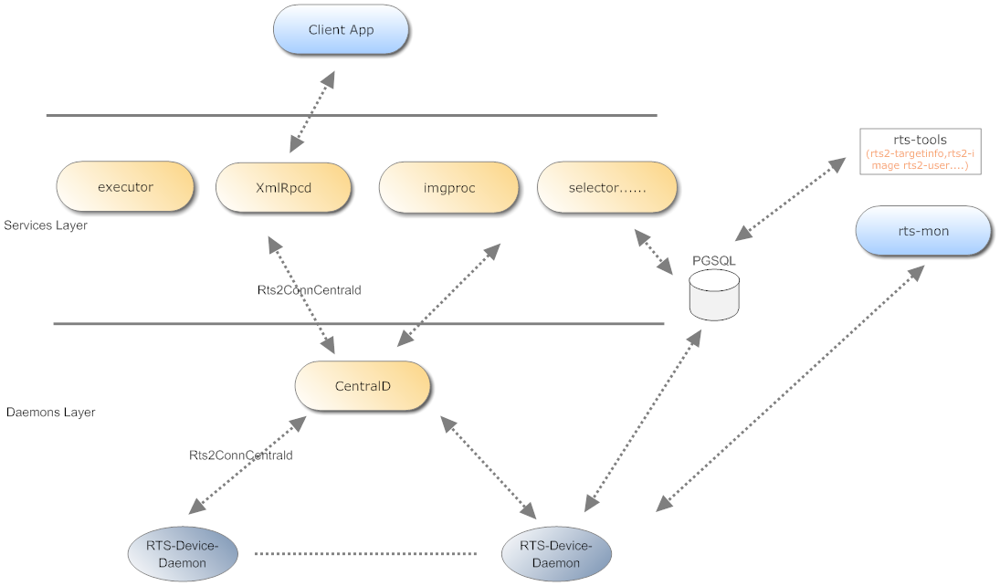 Client App
rts-tools
(rts2-targetinfo,rts2-i
mage rts2-user....)
executor
XmlRpcd
imgproc
selector......
Services Layer
rts-mon
PGSQL
Rts2ConnCentrald
CentralD
Daemons Layer
Rts2ConnCentrald
RTS-Device-
Daemon
RTS-Device-
Daemon